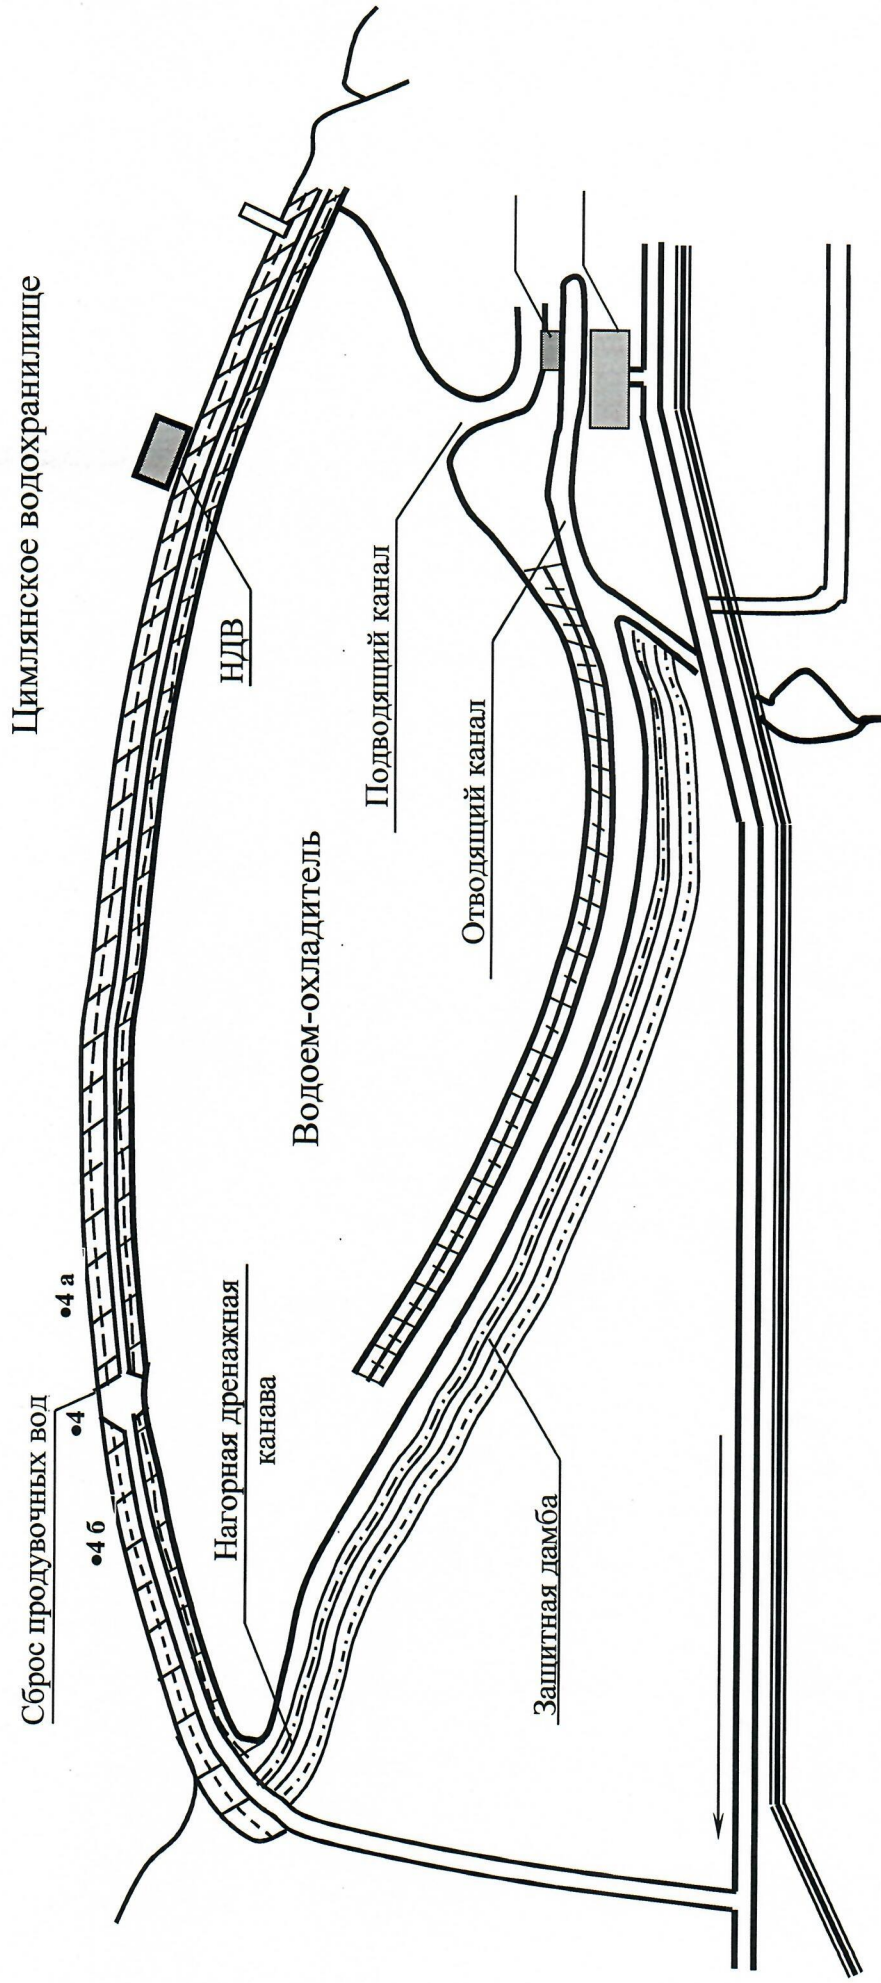 Цимлянское водохранилище
Сброс продувочных вод
•4 б
•4
•4 а
НДВ
Нагорная дренажная
канава
Водоем-охладитель
Подводящий канал
Отводящий канал
Защитная дамба